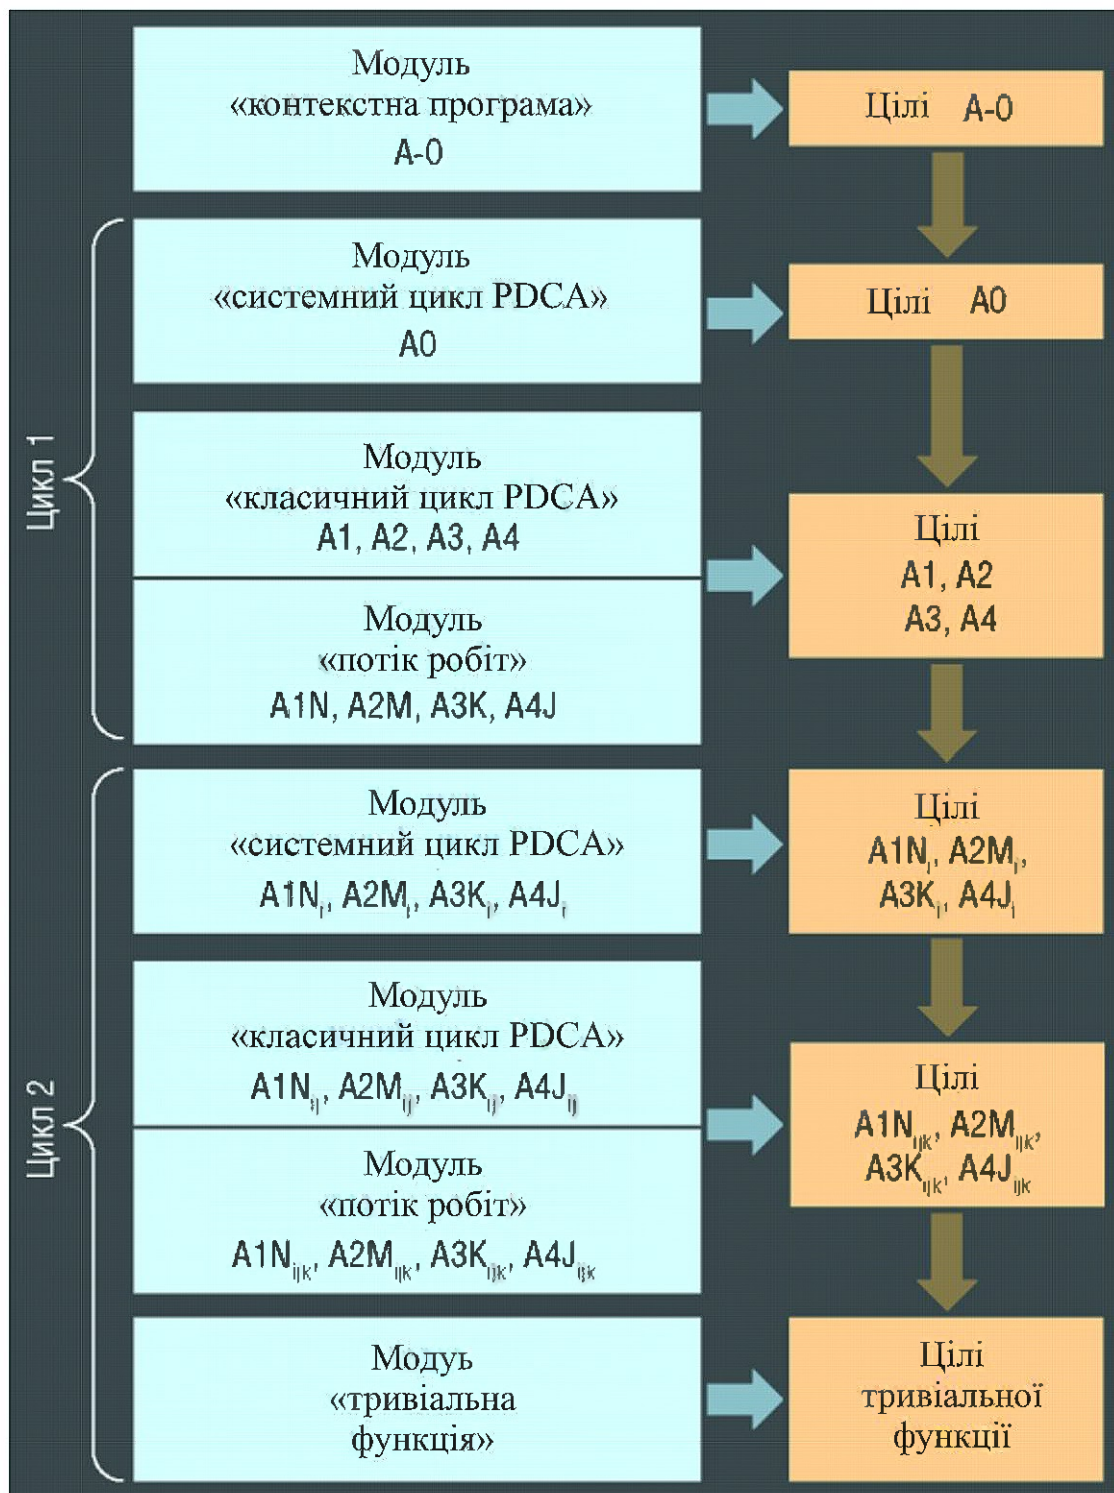 Модуль
«контекстна програма»
A-0
Цілі A-0
Цикл 1
Модуль
«системний цикл PDCA»
A0
Цілі A0
Модуль
«класичний цикл PDCA»
A1, A2, A3, A4
Модуль
«потік робіт»
A1N, A2M, A3K, A4J
Цілі
A1, A2
A3, A4
Цикл 2
Модуль
«системний цикл PDCA»
A1Ni, A2Mi, A3Ki, A4Ji
Цілі
A1Ni, A2Mi,
A3Ki, A4Ji
Модуль
«класичний цикл PDCA»
A1Nij, A2Mij, A3Kij, A4Jij
Модуль
«потік робіт»
A1Nijk, A2Mijk, A3Kijk, A4Jijk
Цілі
A1Nijk, A2Mijk,
A3Kijk, A4Jijk
Модуь
«тривіальна
функція»
Цілі
тривіальної
функції